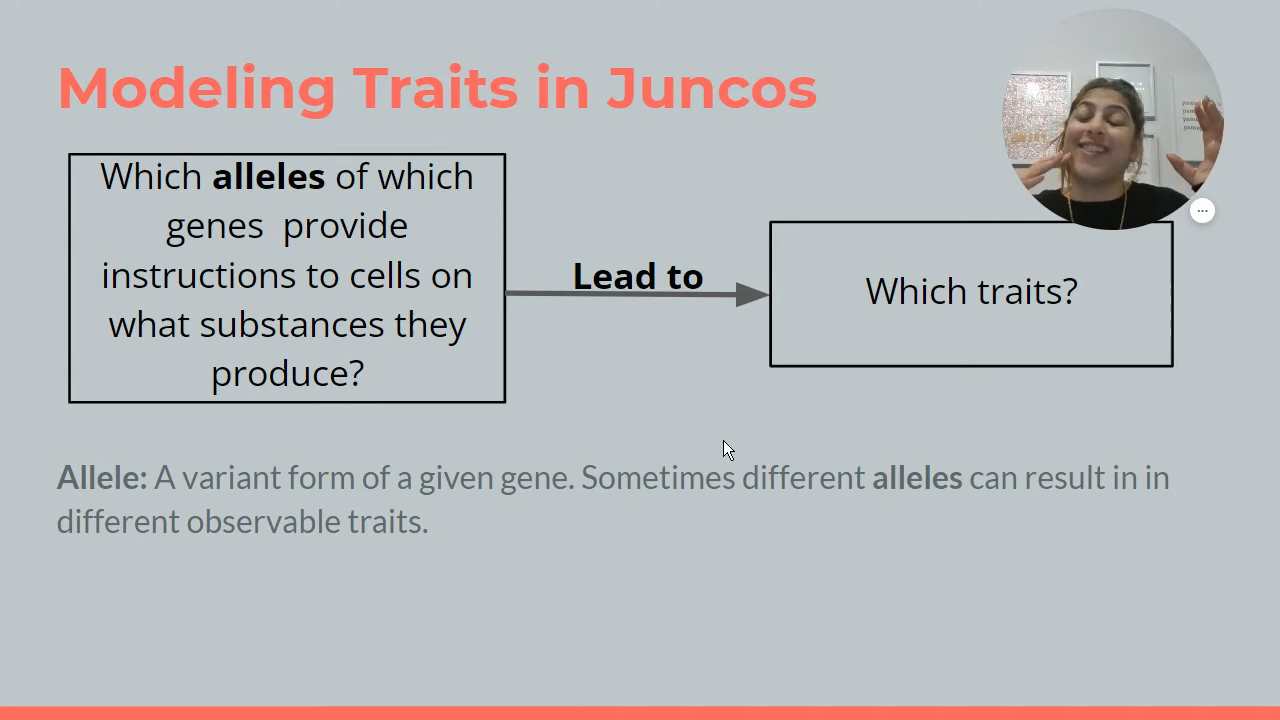 Modeling Traits in Juncos
Which alleles of which
genes provide
instructions to cells on
what substances they
produce?
Lead to
Which traits?
Allele: A variant form of a given gene. Sometimes different alleles can result in in
different observable traits.